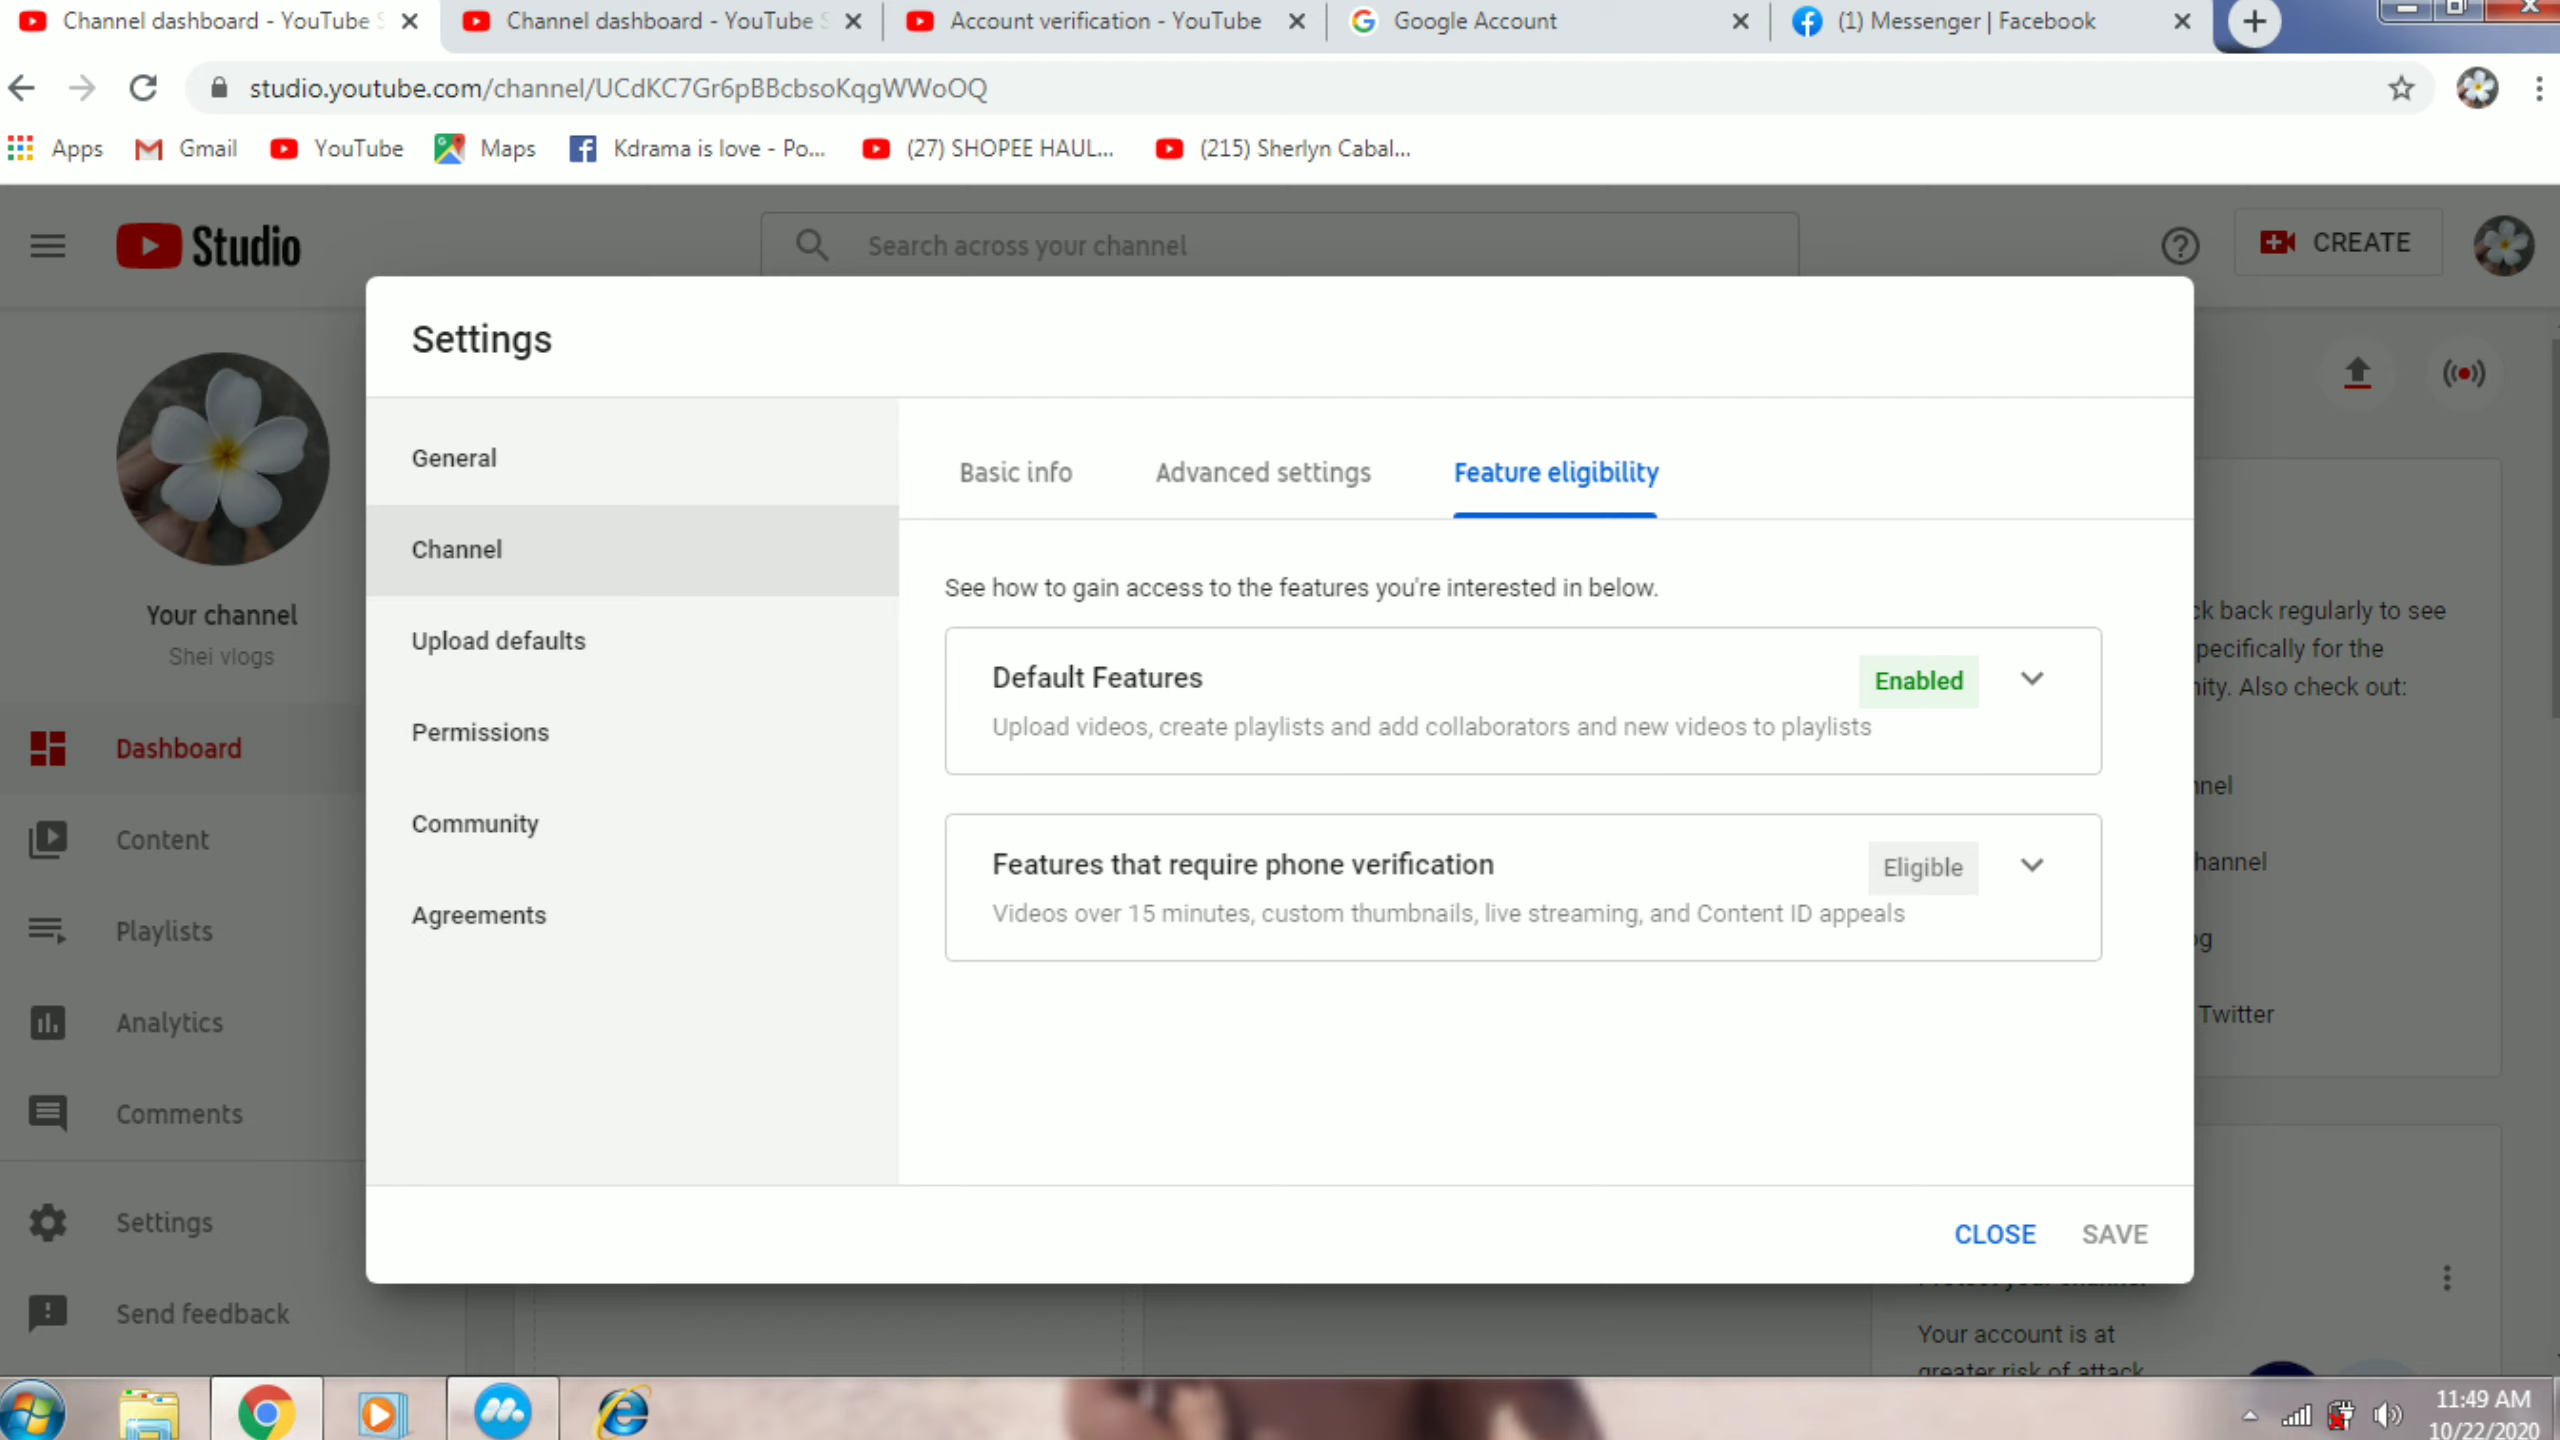 Channel dashboard - YouTube S
Channel dashboard - YouTube S
Account verification - YouTube
Google Account
(1) Messenger | Facebook
studio.youtube.com/channel/UCdKC7Gr6pBBcbsoKqgWWoOQ
Apps
Gmail
YouTube
Maps
Kdrama is love - Po...
(27) SHOPEE HAUL...
(215) Sherlyn Cabal...
Studio
Search across your channel
CREATE
Your channel
Shei vlogs
Dashboard
Content
Playlists
Analytics
Comments
Settings
Send feedback
Settings
General
Channel
Upload defaults
Permissions
Community
Agreements
Basic info
Advanced settings
Feature eligibility
See how to gain access to the features you're interested in below.
Default Features
Enabled
Upload videos, create playlists and add collaborators and new videos to playlists
Features that require phone verification
Eligible
Videos over 15 minutes, custom thumbnails, live streaming, and Content ID appeals
CLOSE
SAVE
ck back regularly to see
pecifically for the
nity. Also check out:
nnel
hannel
og
Twitter
Your account is at
greater risk of attack
11:49 AM
10/22/2020